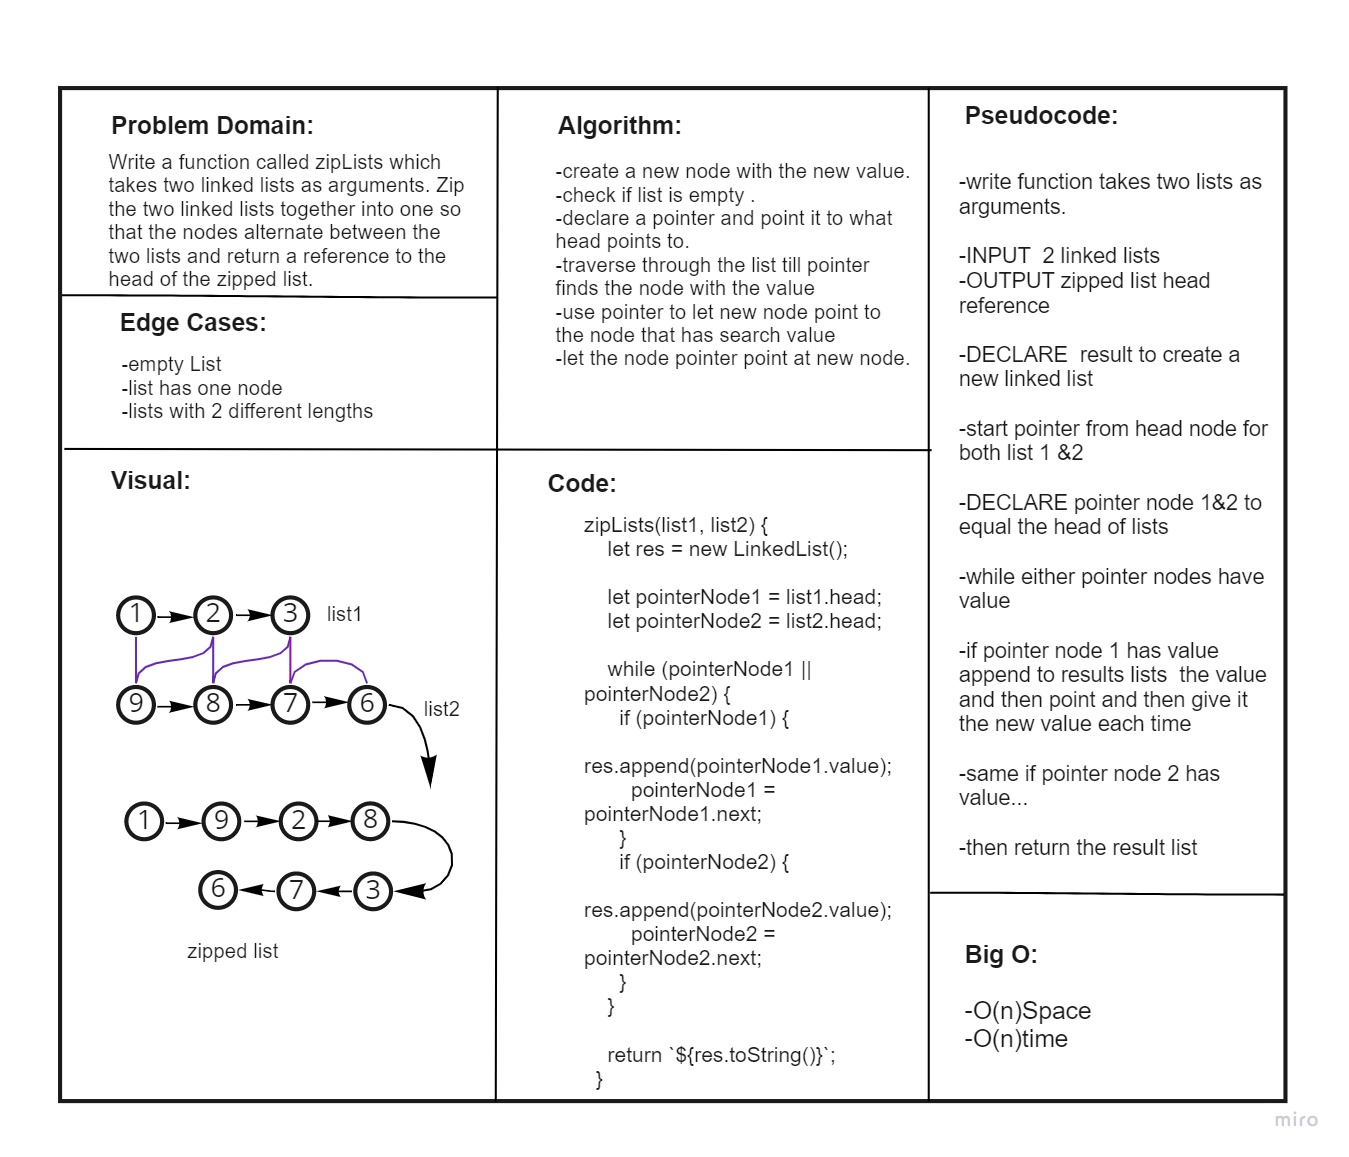 Problem Domain:
Write a function called zipLists which
takes two linked lists as arguments. Zip
the two linked lists together into one so
that the nodes alternate between the
two lists and return a reference to the
head of the zipped list.
Edge Cases:
-empty List
-list has one node
-lists with 2 different lengths
Visual:
1 2 3 list1
9 8 7 6 list2
1 9 2 8
6 7 3
zipped list
Algorithm:
-create a new node with the new value.
-check if list is empty .
-declare a pointer and point it to what
head points to.
-traverse through the list till pointer
finds the node with the value
-use pointer to let new node point to
the node that has search value
-let the node pointer point at new node.
Code:
zipLists(list1, list2) {
let res = new LinkedList();
let pointerNode1 = list1.head;
let pointerNode2 = list2.head;
while (pointerNode1 ||
pointerNode2) {
if (pointerNode1) {
res.append(pointerNode1.value);
pointerNode1 =
pointerNode1.next;
}
if (pointerNode2) {
res.append(pointerNode2.value);
pointerNode2 =
pointerNode2.next;
}
}
return `${res.toString()}`;
}
Pseudocode:
-write function takes two lists as
arguments.
-INPUT  2 linked lists
-OUTPUT zipped list head
reference
-DECLARE  result to create a
new linked list
-start pointer from head node for
both list 1 &2
-DECLARE pointer node 1&2 to
equal the head of lists
-while either pointer nodes have
value
-if pointer node 1 has value
append to results lists  the value
and then point and then give it
the new value each time
-same if pointer node 2 has
value...
-then return the result list
Big O:
-O(n)Space
-O(n)time
miro